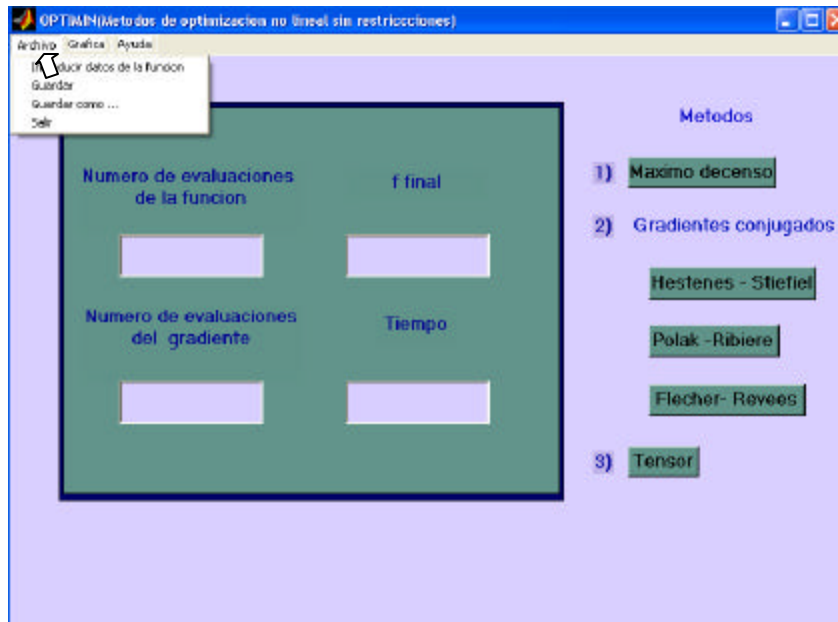 OPTIMIN(Metodos de optimizacion no lineal sin restriccciones)
Archivo Grafica Ayuda
datos de la funcion
Guardar
Guardar como ...
Salir
Numero de evaluaciones
de la funcion
f final
Numero de evaluaciones
del gradiente
Tiempo
Metodos
1) Maximo decenso
2) Gradientes conjugados
Hestenes - Stiefiel
Polak -Ribiere
Flecher- Revees
3) Tensor